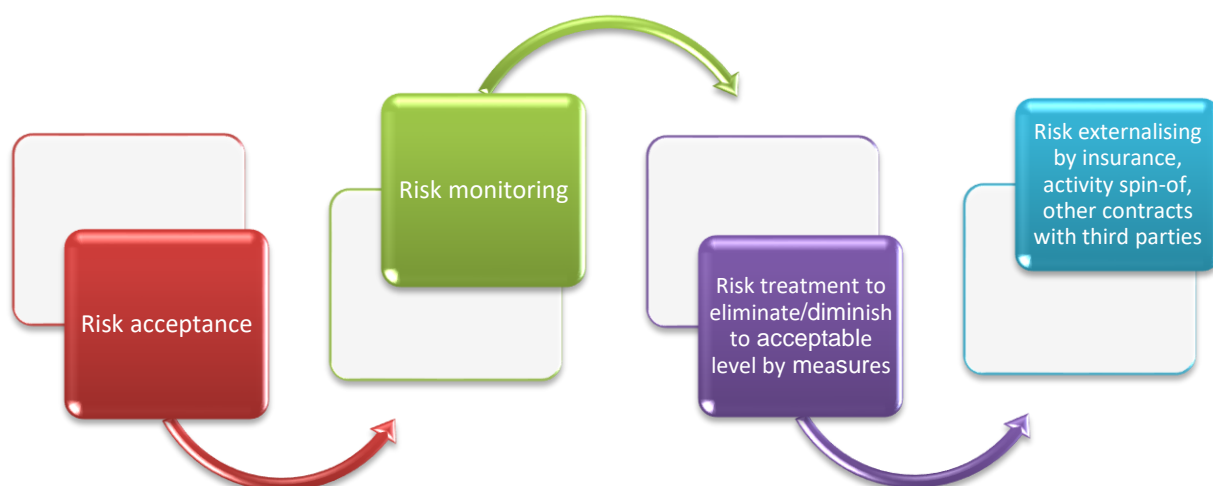 Risk acceptance
Risk monitoring
Risk treatment to
eliminate/diminish
to acceptable
level by measures
Risk externalising
by insurance,
activity spin-of,
other contracts
with third parties